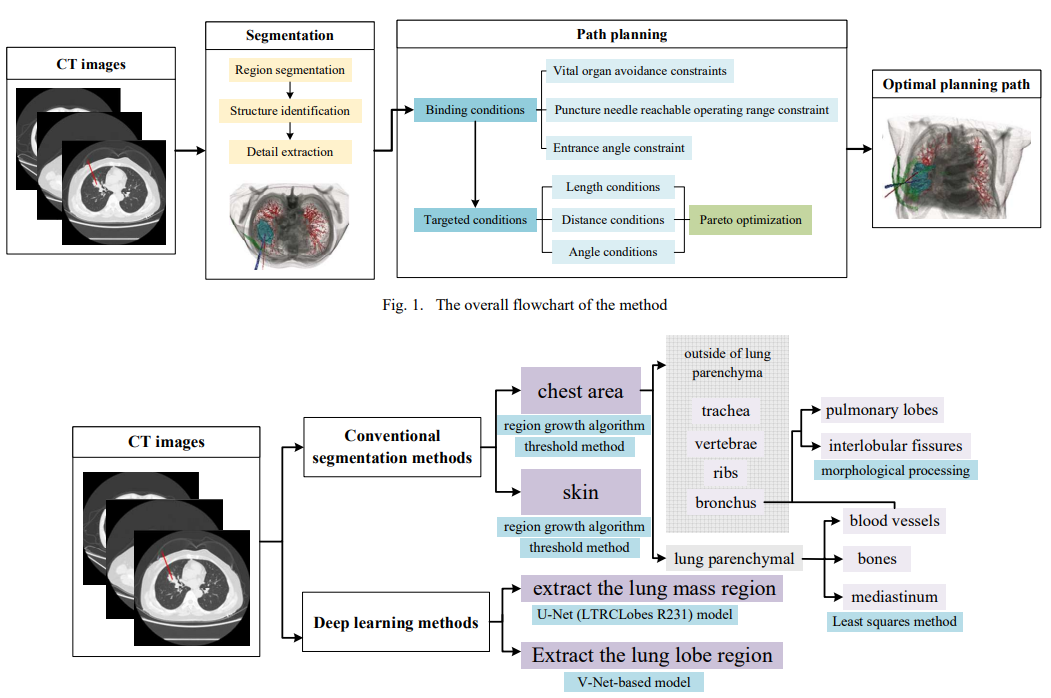 CT images
Segmentation
Region segmentation
Structure identification
Detail extraction
Path planning
Binding conditions
Vital organ avoidance constraints
Puncture needle reachable operating range constraint
Entrance angle constraint
Targeted conditions
Length conditions
Distance conditions
Angle conditions
Pareto optimization
Optimal planning path
Fig. 1. The overall flowchart of the method
CT images
Conventional
segmentation methods
Deep learning methods
chest area
region growth algorithm
threshold method
skin
region growth algorithm
threshold method
extract the lung mass region
U-Net (LTRCLobes R231) model
Extract the lung lobe region
V-Net-based model
outside of lung
parenchyma
trachea
vertebrae
ribs
bronchus
lung parenchymal
pulmonary lobes
interlobular fissures
morphological processing
blood vessels
bones
mediastinum
Least squares method